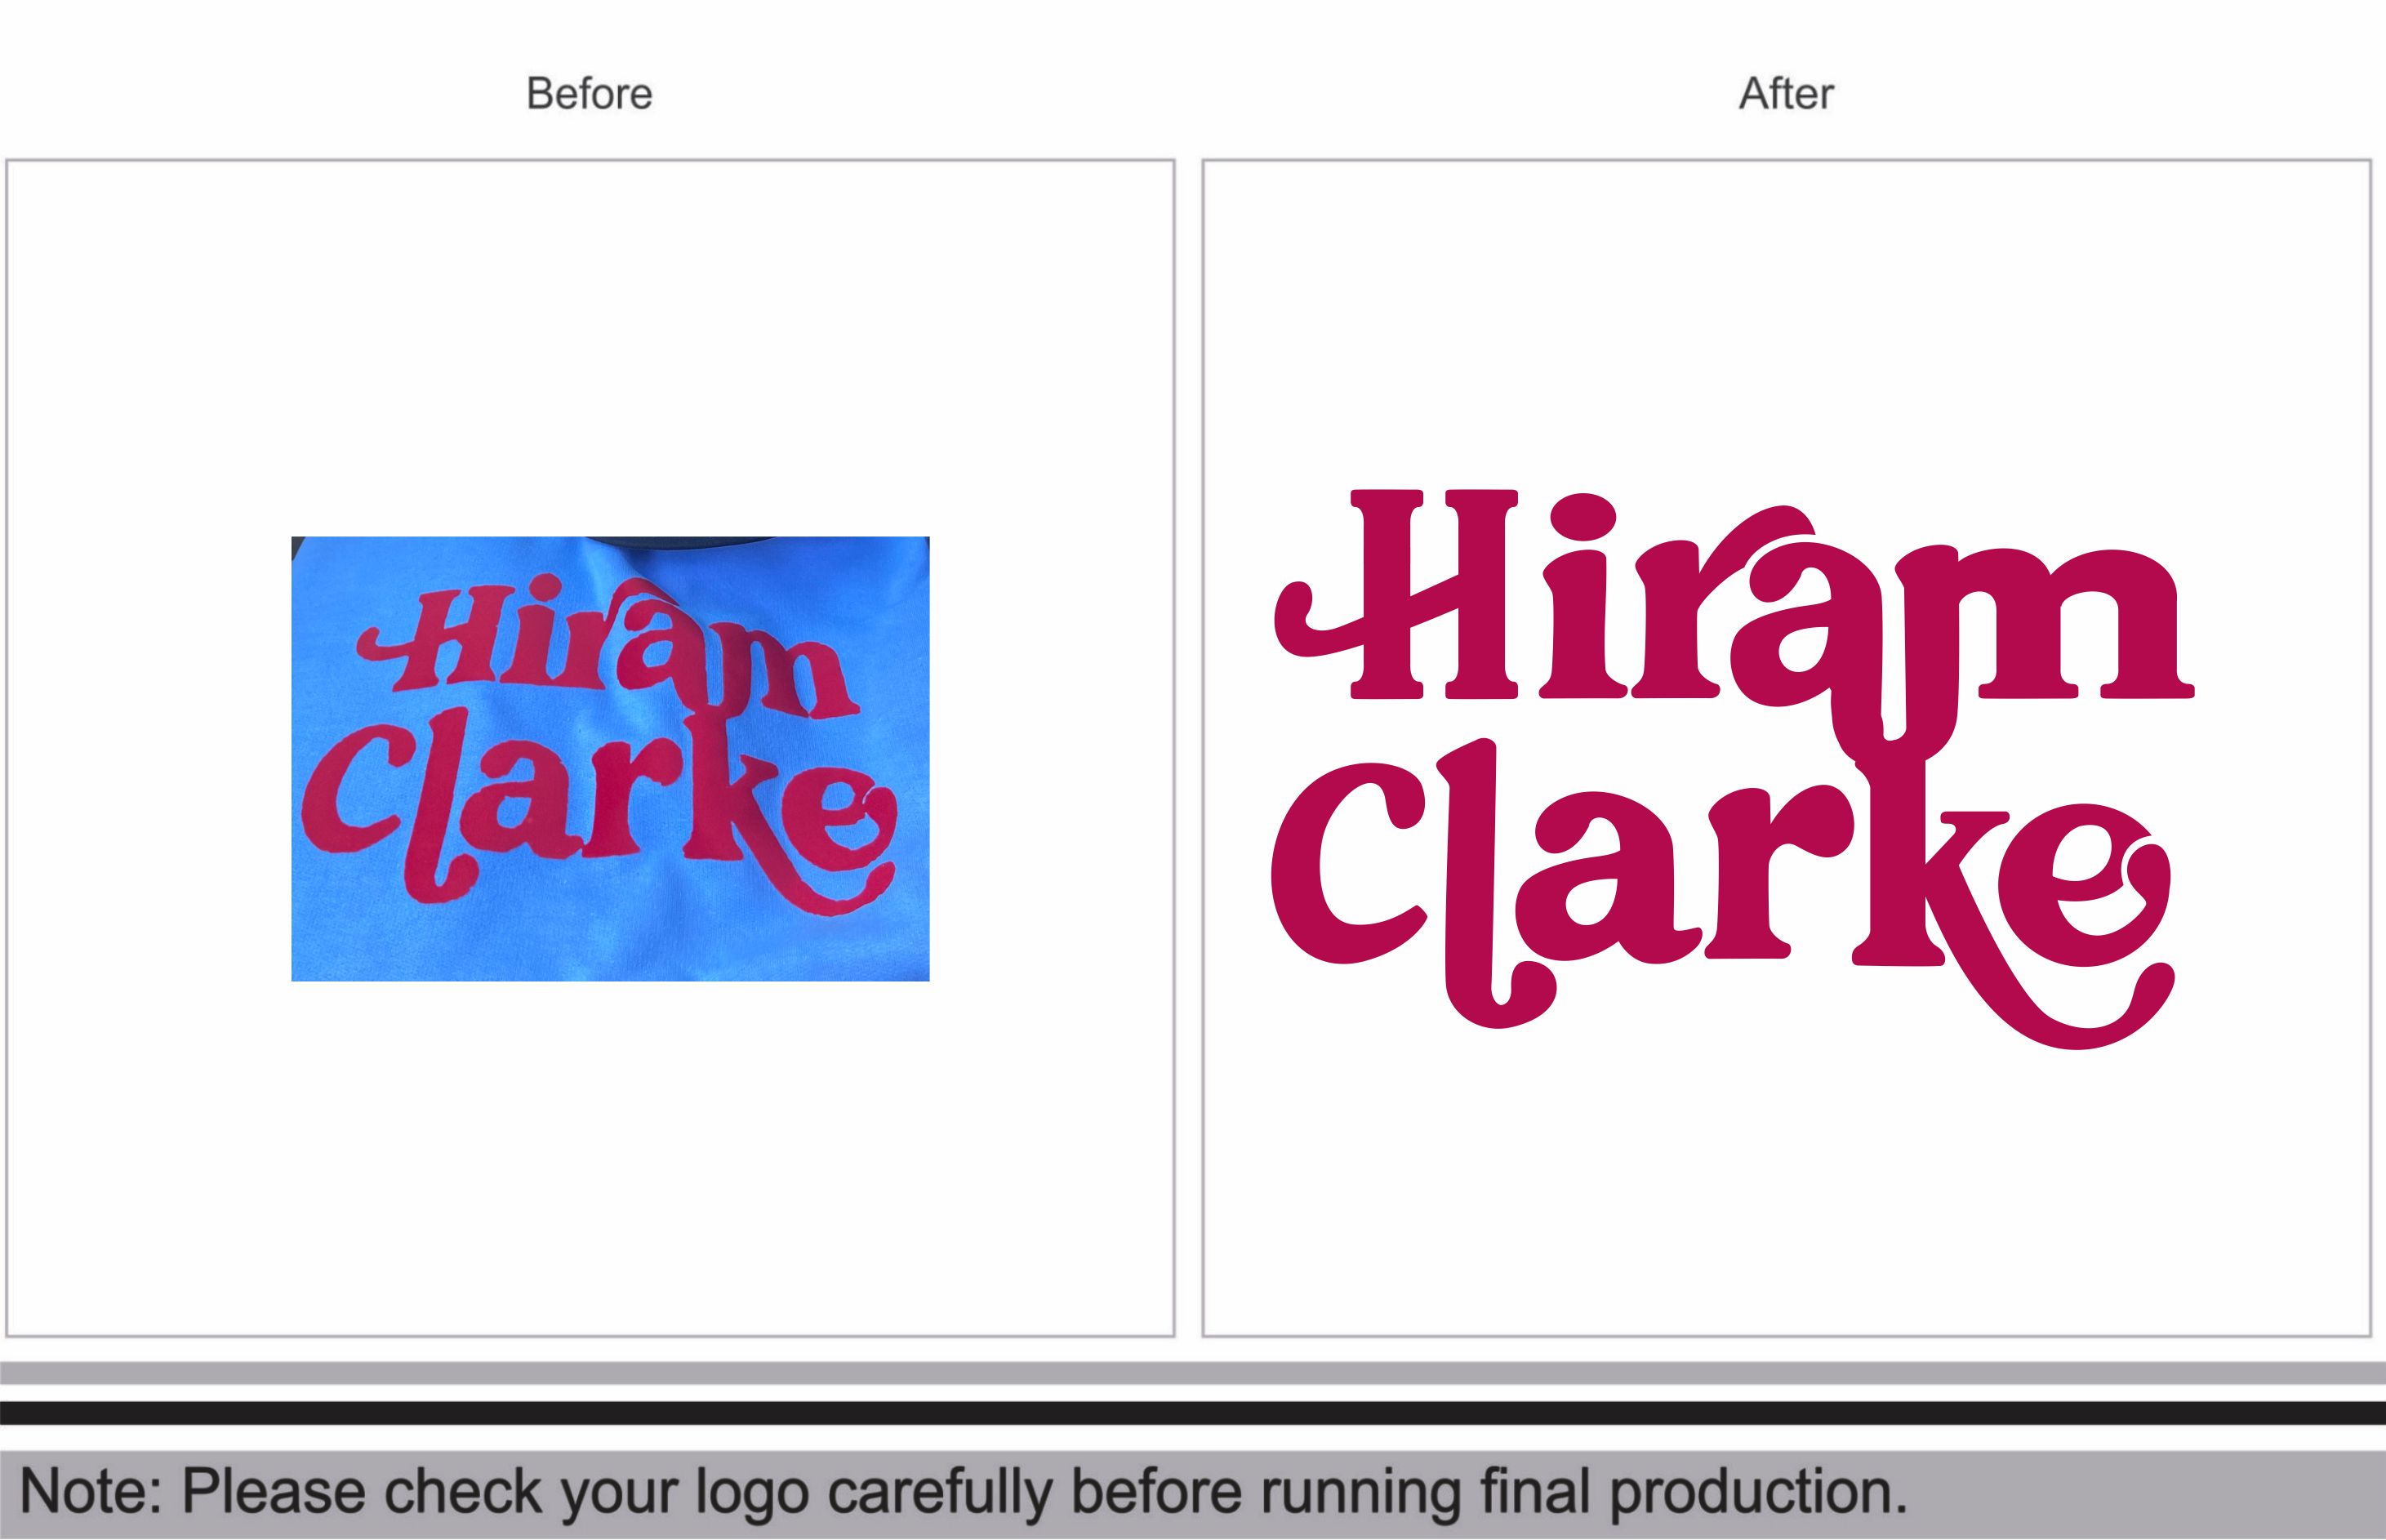 Before
After
Hiram
Clarke
Hiram
Clarke
Note: Please check your logo carefully before running final production.